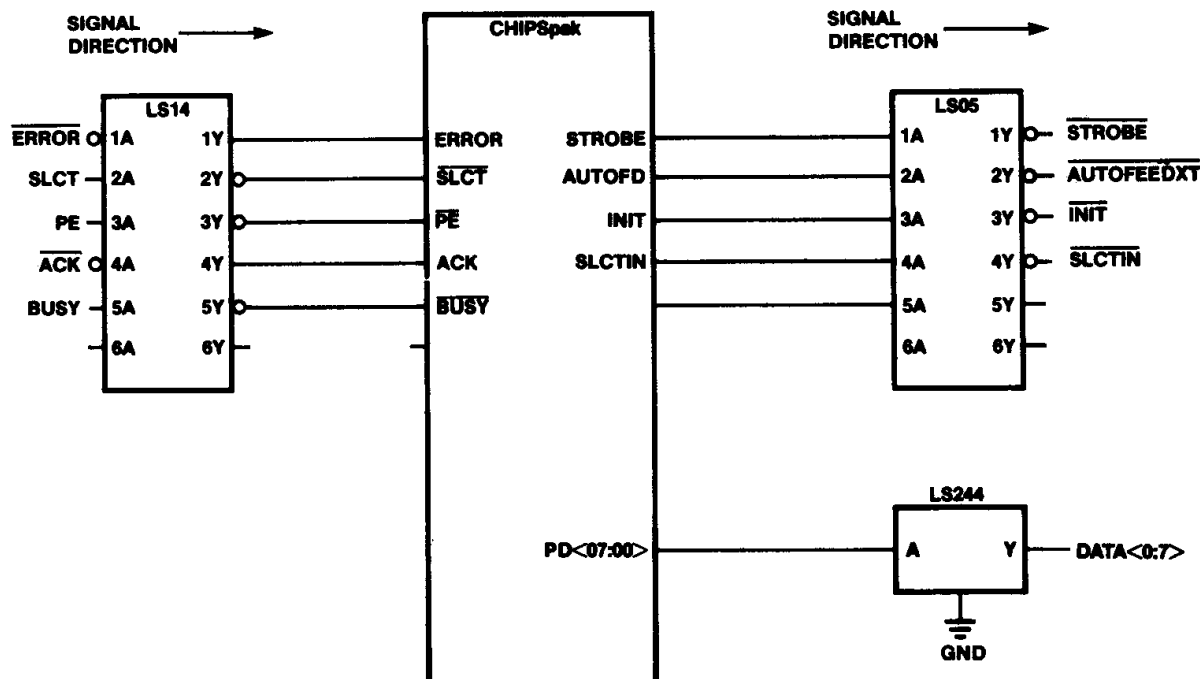 SIGNAL
DIRECTION
CHIPSpak
SIGNAL
DIRECTION
LS14
LS05
ERROR 1A 1Y ERROR STROBE 1A 1Y STROBE
SLCT 2A 2Y SLCT AUTOFD 2A 2Y AUTOFEEDXT
PE 3A 3Y PE INIT 3A 3Y INIT
ACK 4A 4Y ACK SLCTIN 4A 4Y SLCTIN
BUSY 5A 5Y BUSY 5A 5Y
6A 6Y 6A 6Y
LS244
PD<07:00> A Y DATA<0:7>
GND